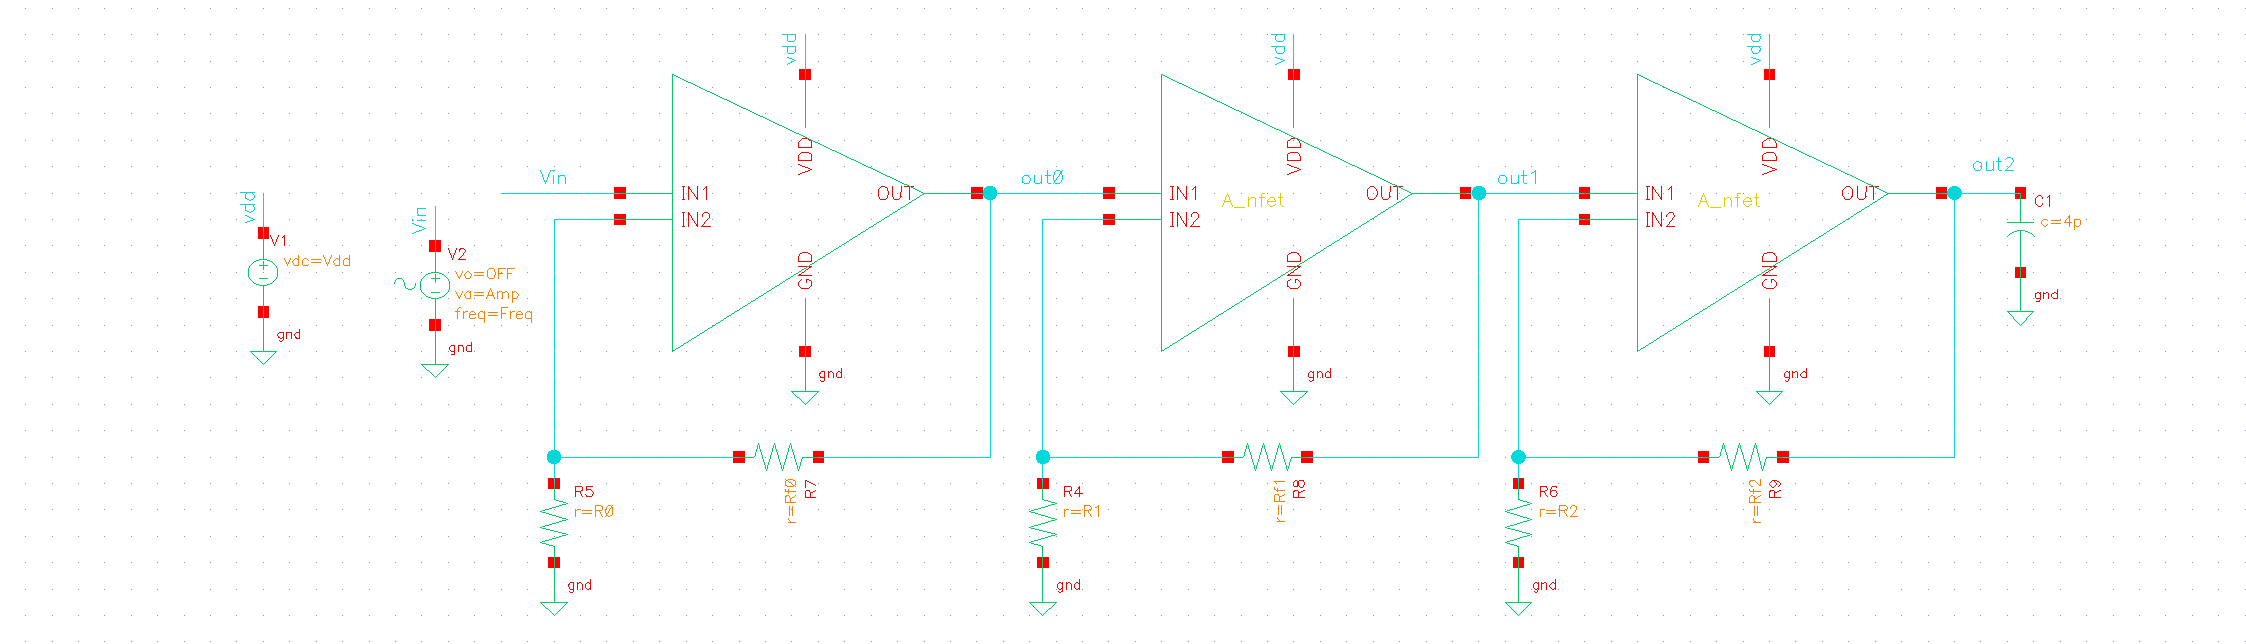 vdd
V1
vdc=Vdd
gnd
Vin
V2
vo=OFF
va=Amp
freq=Freq
gnd
Vin
vdd
VDD
IN1
IN2
OUT
GND
gnd
out0
R5
r=R0
gnd
r=Rf0
R7
vdd
VDD
IN1
IN2
A_nfet
OUT
GND
gnd
out1
R4
r=R1
gnd
r=Rf1
R8
vdd
VDD
IN1
IN2
A_nfet
OUT
GND
gnd
out2
R6
r=R2
gnd
r=Rf2
R9
C1
c=4p
gnd